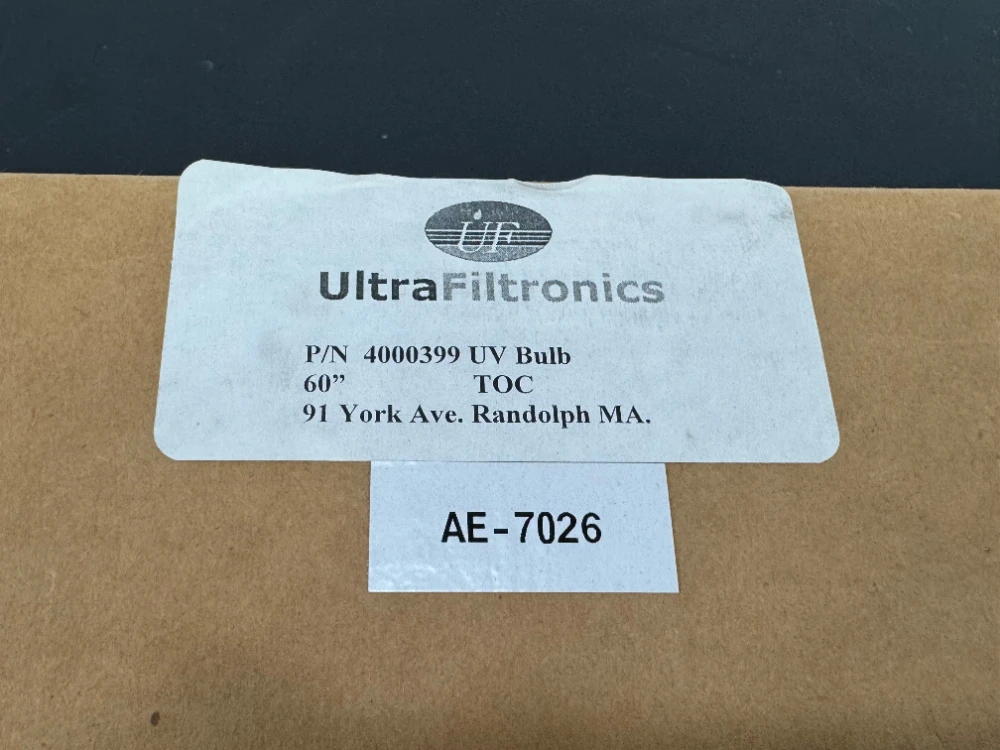 UF
UltraFiltronics
P/N 4000399 UV Bulb
60” TOC
91 York Ave. Randolph MA.
AE-7026